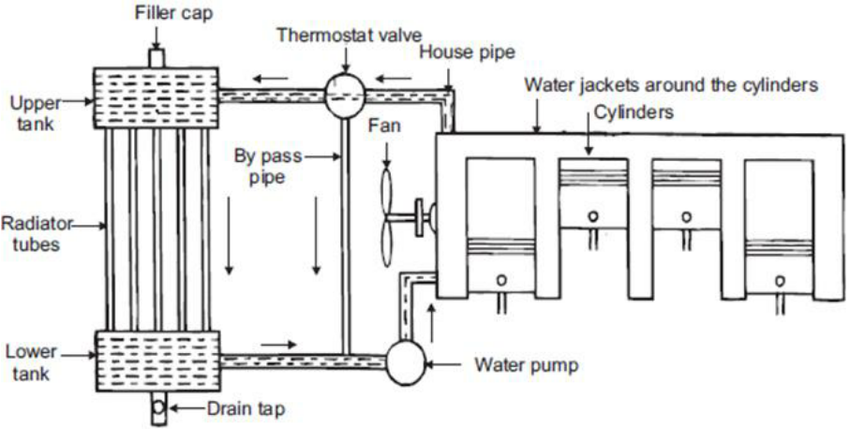 Filler cap
Thermostat valve
House pipe
Water jackets around the cylinders
Upper
tank
Cylinders
Fan
By pass
pipe
Radiator
tubes
Lower
tank
Water pump
Drain tap